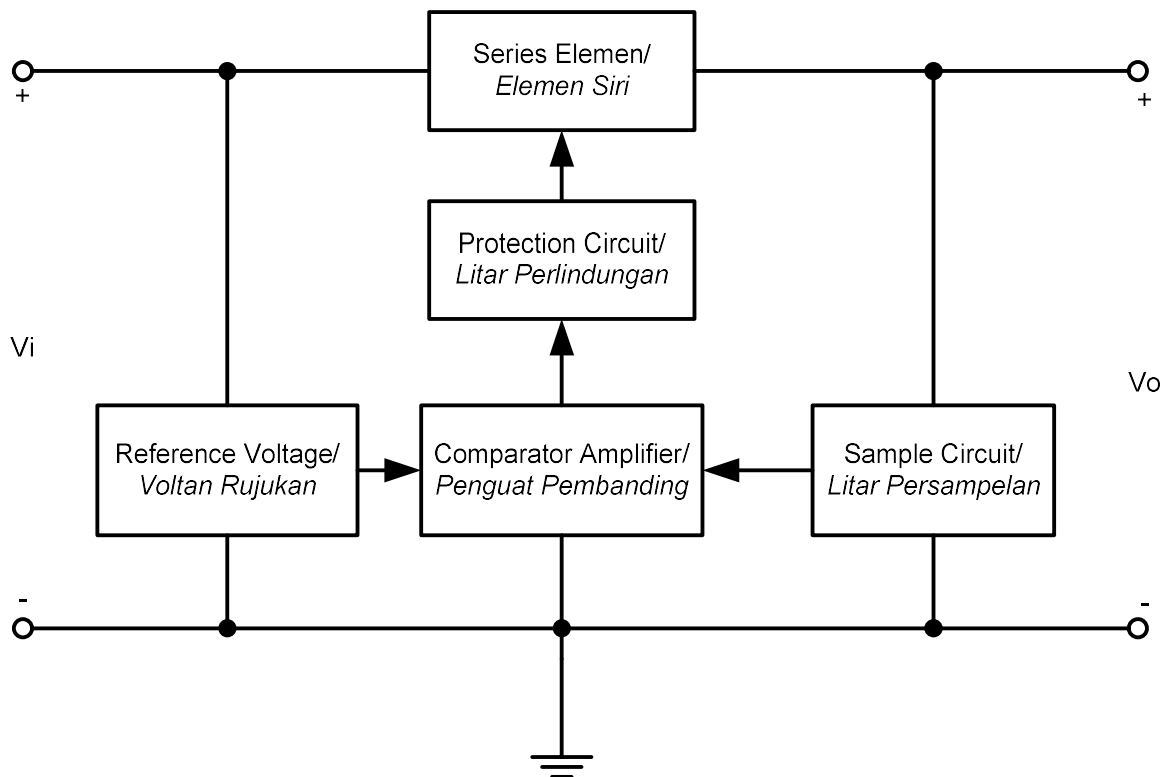 Series Elemen/
Elemen Siri
+
+
Protection Circuit/
Litar Perlindungan
Vi
Vo
Reference Voltage/
Voltan Rujukan
Comparator Amplifier/
Penguat Pembanding
Sample Circuit/
Litar Persampelan
-
-